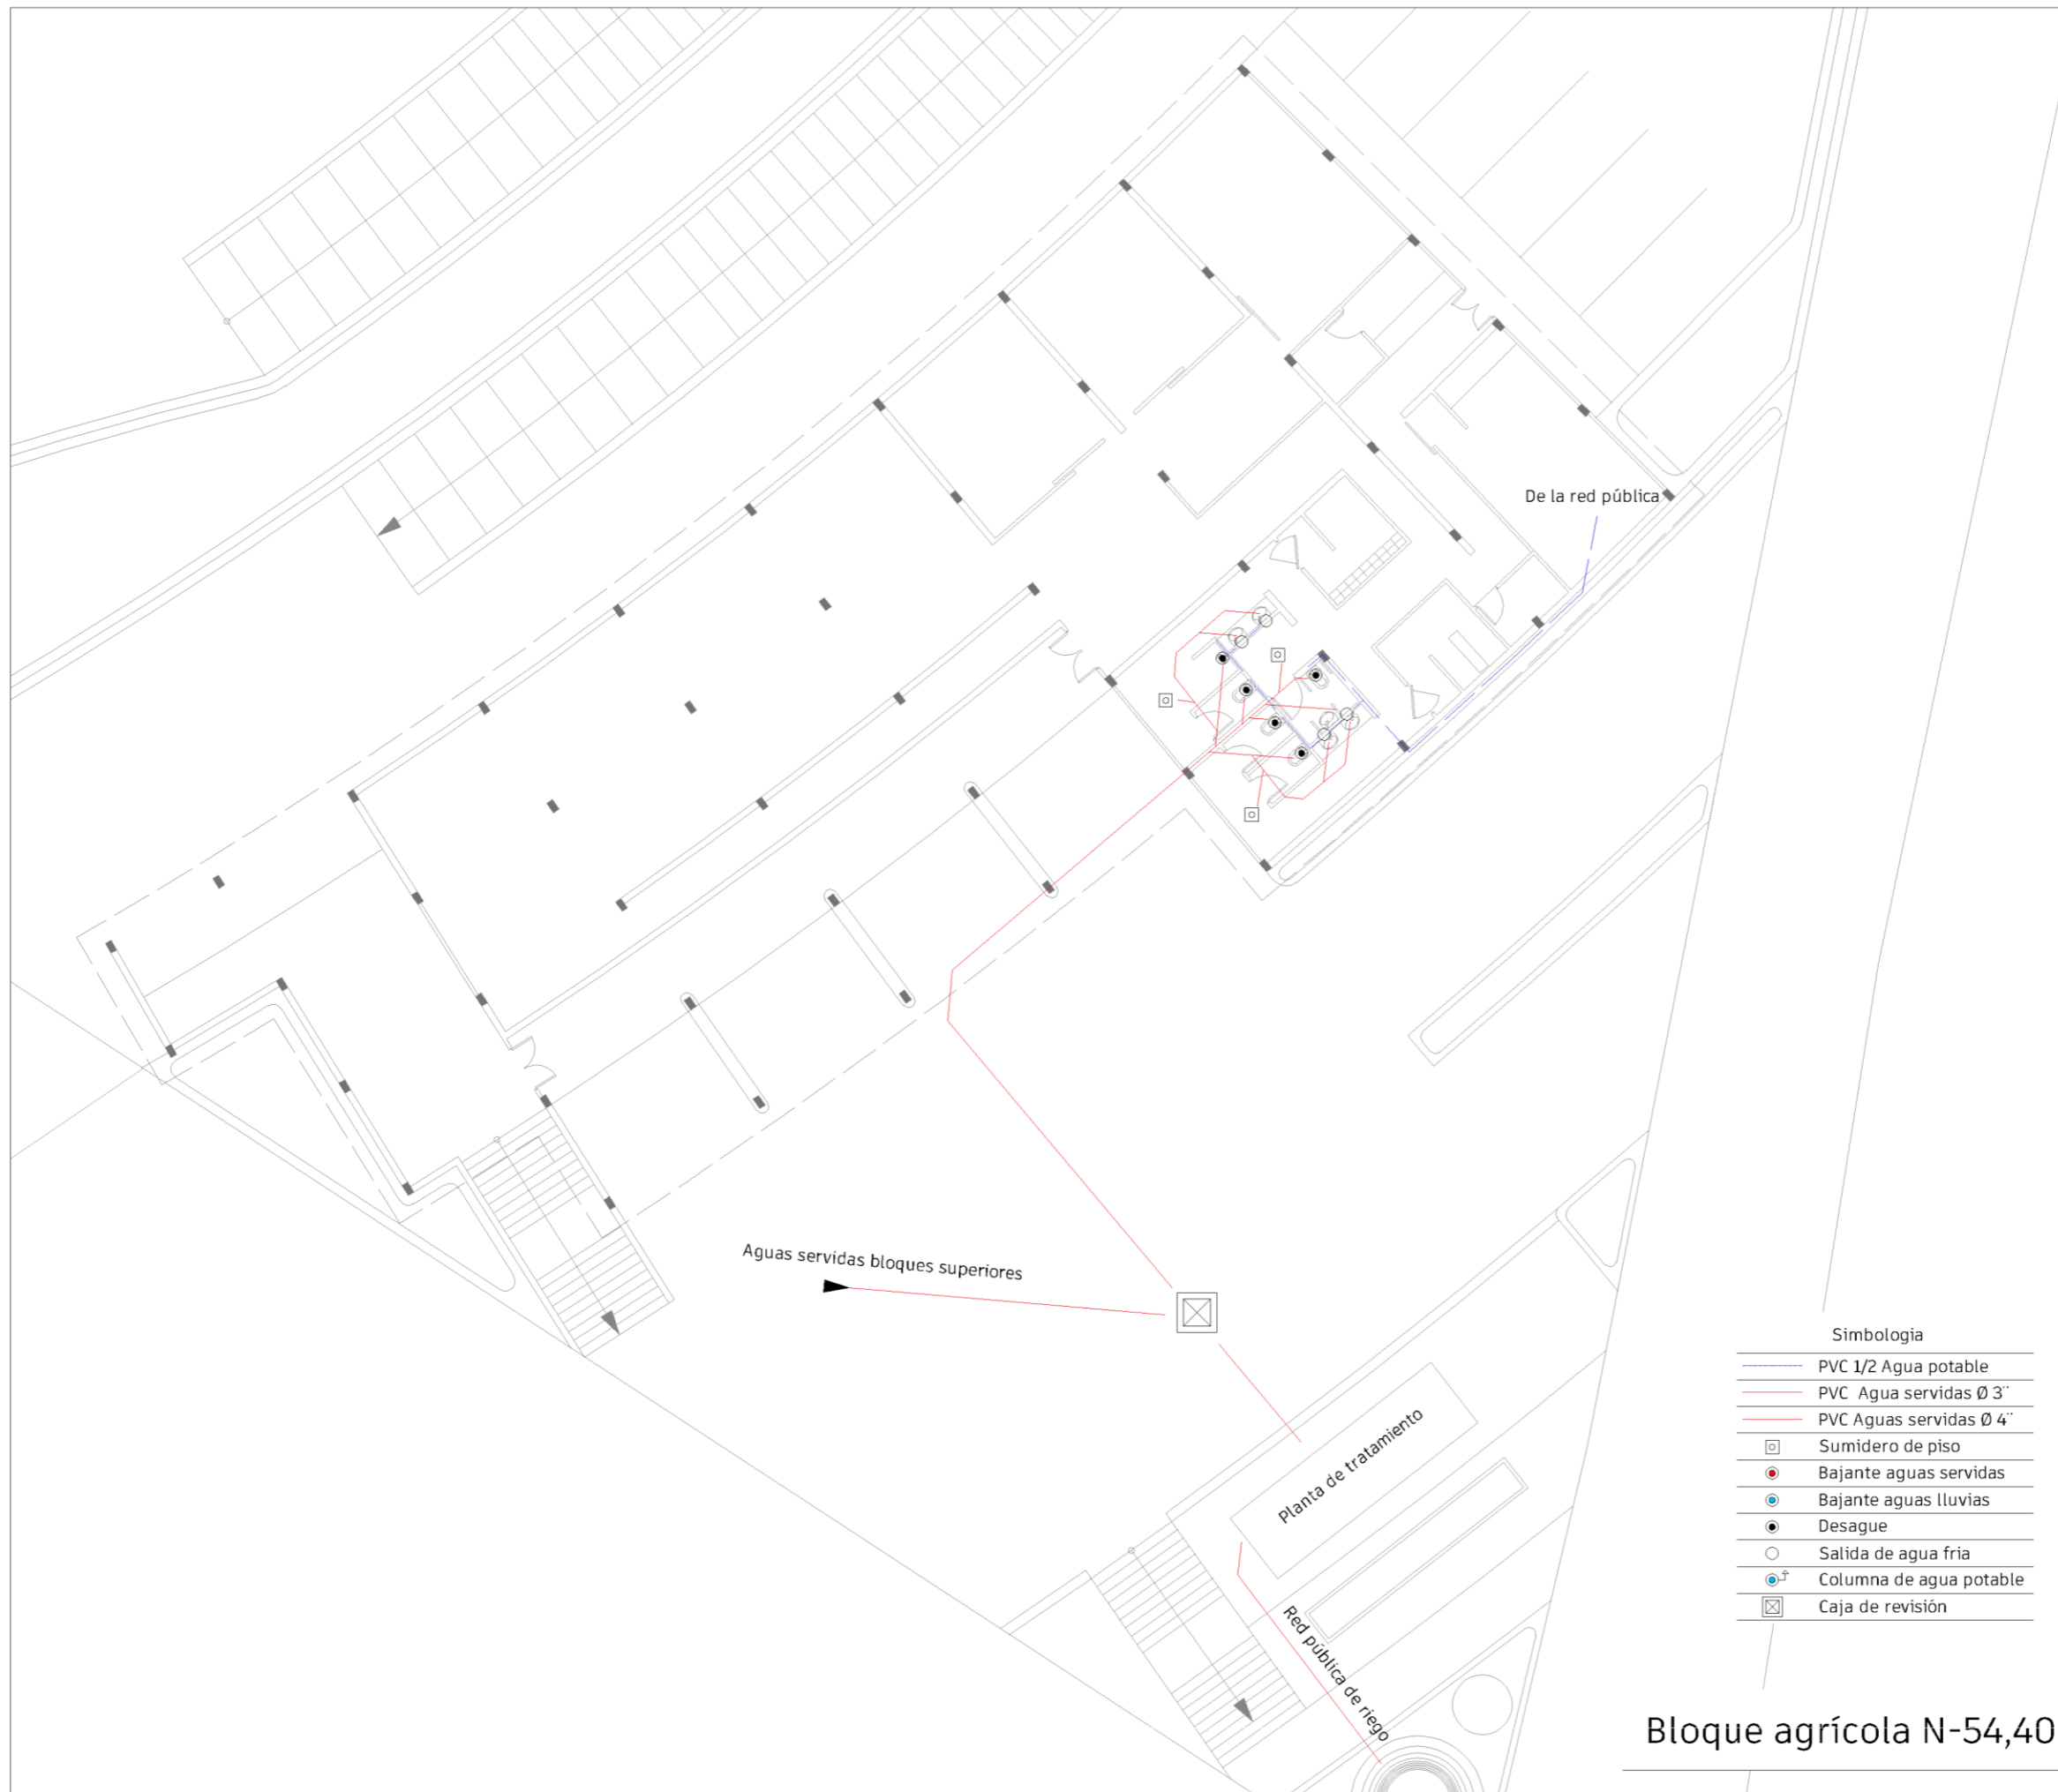 De la red pública
Aguas servidas bloques superiores
Planta de tratamiento
Red pública de riego
Simbologia
PVC 1/2 Agua potable
PVC Agua servidas Ø 3¨
PVC Aguas servidas Ø 4¨
Sumidero de piso
Bajante aguas servidas
Bajante aguas lluvias
Desague
Salida de agua fria
Columna de agua potable
Caja de revisión
Bloque agrícola N-54,40